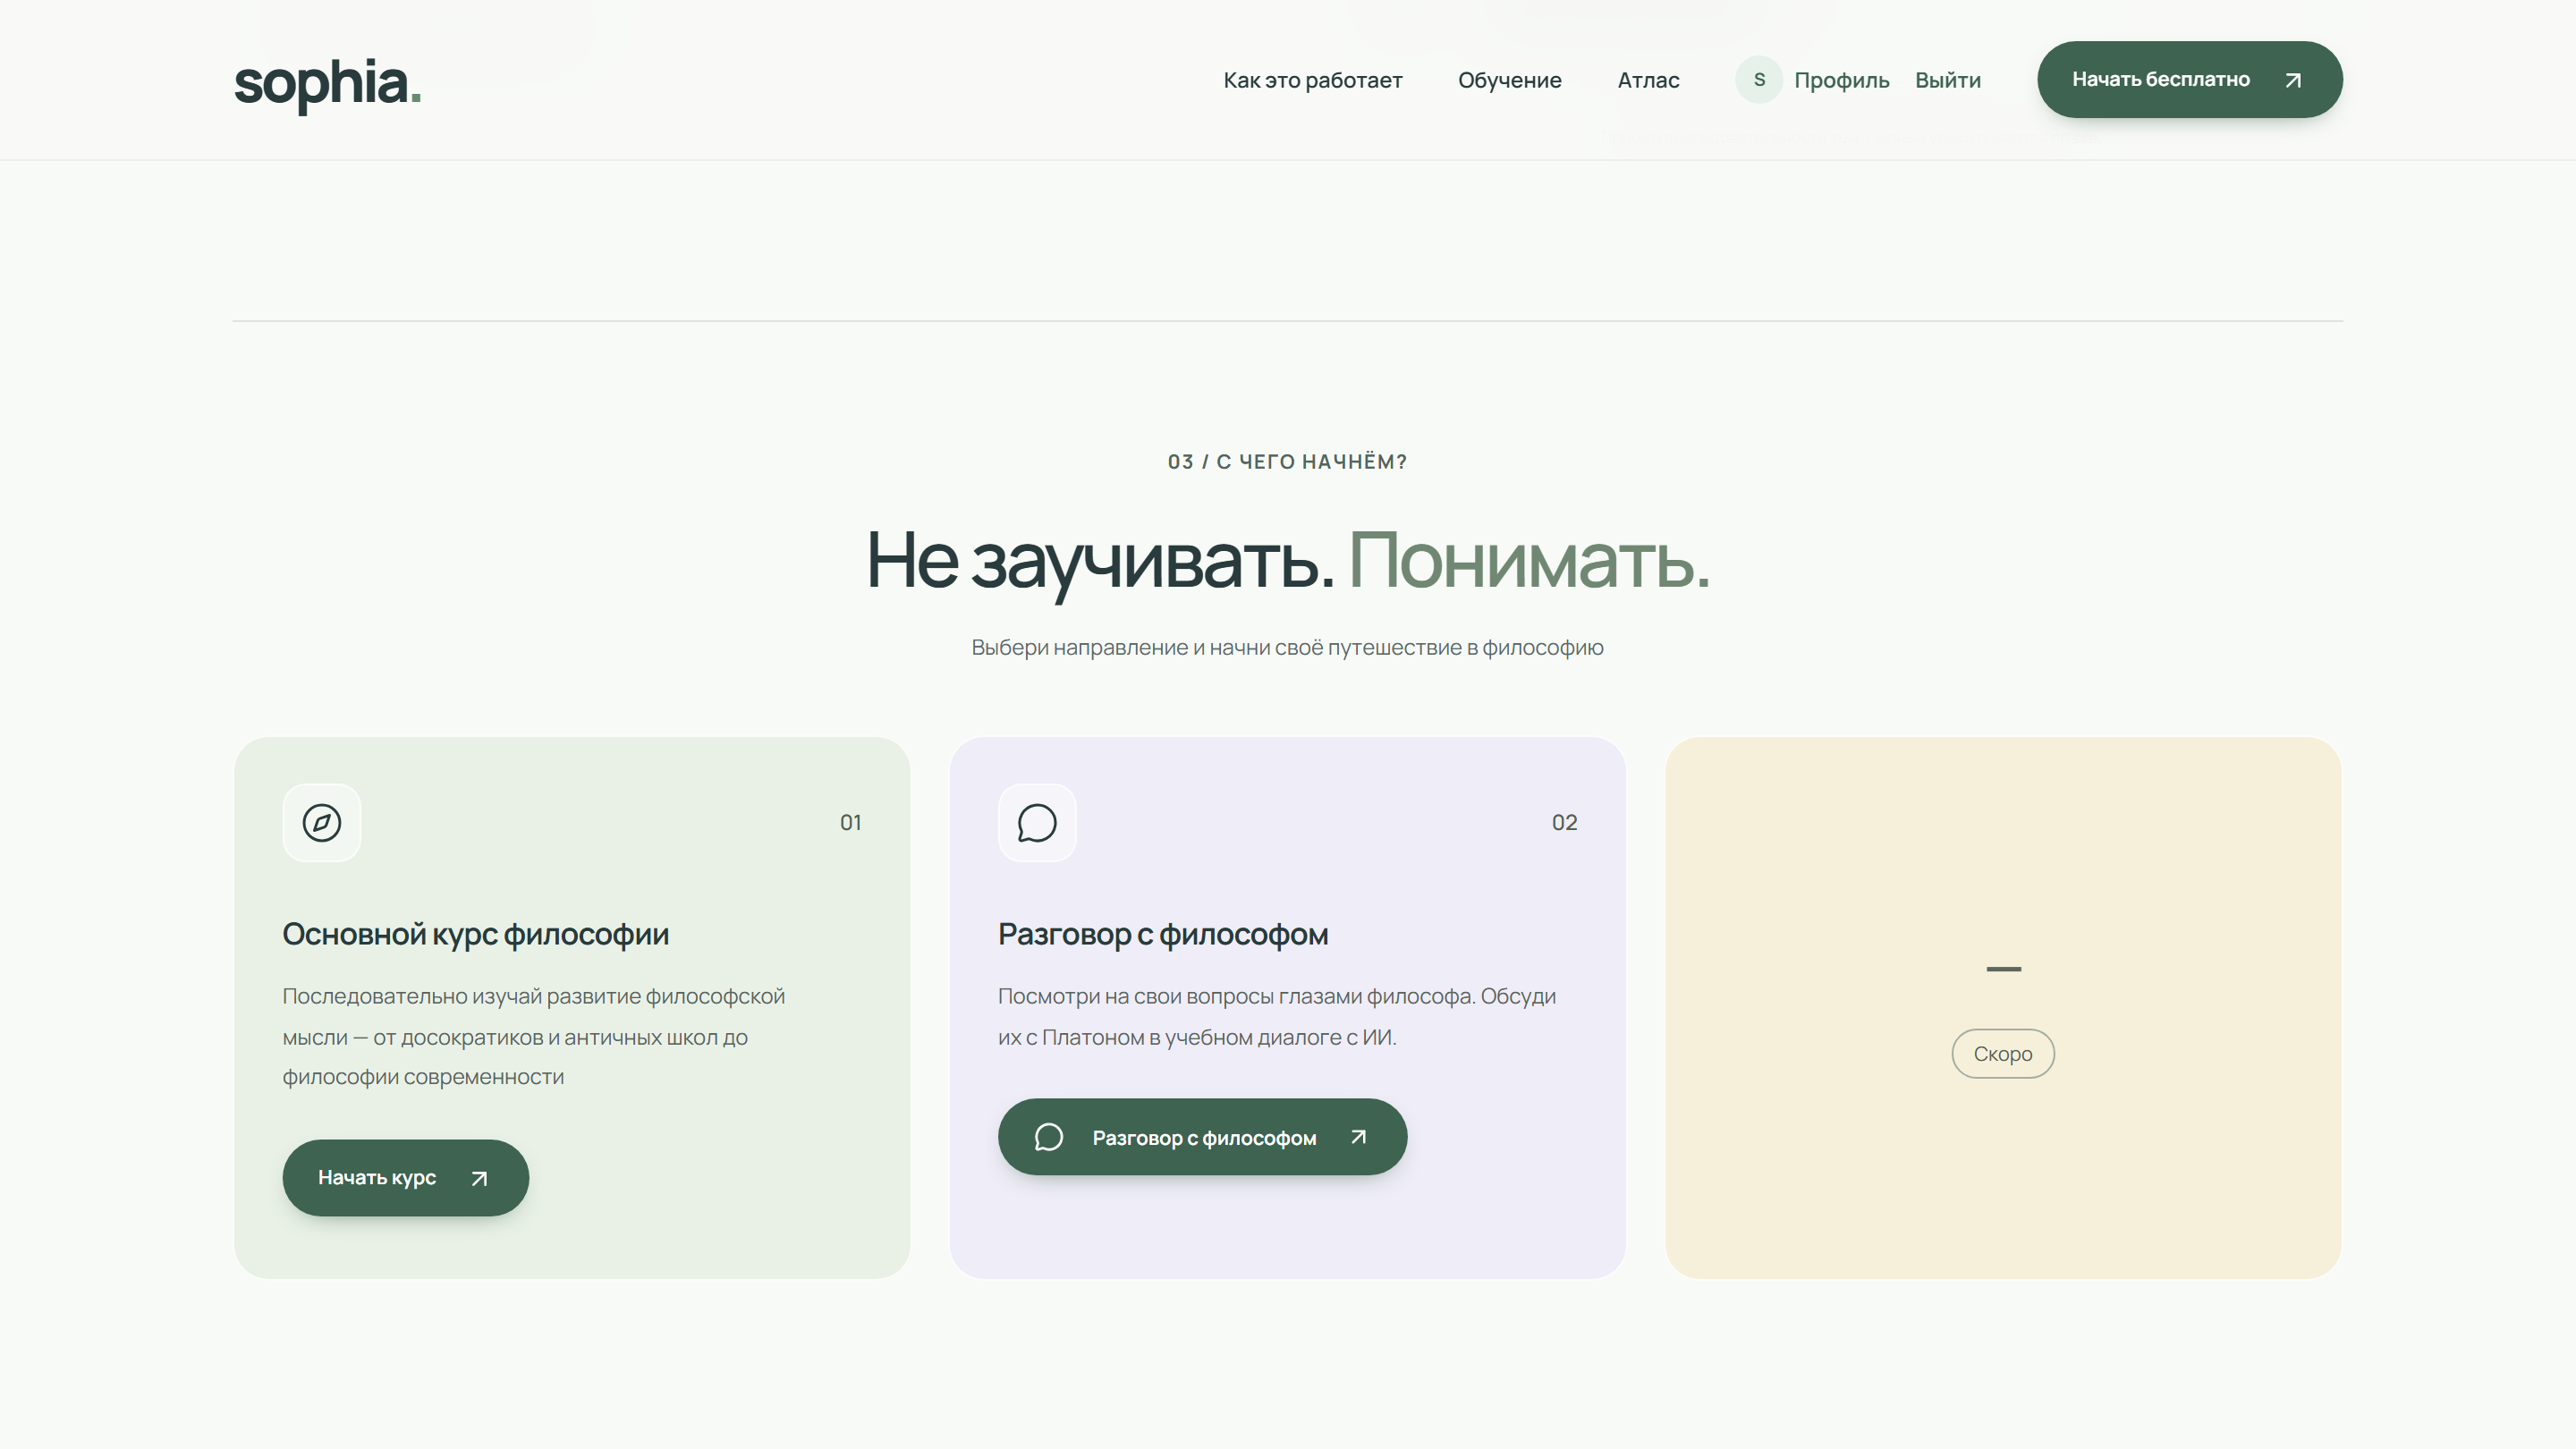 sophia.
Как это работает
Обучение
Атлас
S
Профиль
Выйти
Начать бесплатно
03 / С ЧЕГО НАЧНЁМ?
Не заучивать. Понимать.
Выбери направление и начни своё путешествие в философию
01
Основной курс философии
Последовательно изучай развитие философской
мысли — от досократиков и античных школ до
философии современности
Начать курс
02
Разговор с философом
Посмотри на свои вопросы глазами философа. Обсуди
их с Платоном в учебном диалоге с ИИ.
Разговор с философом
—
Скоро